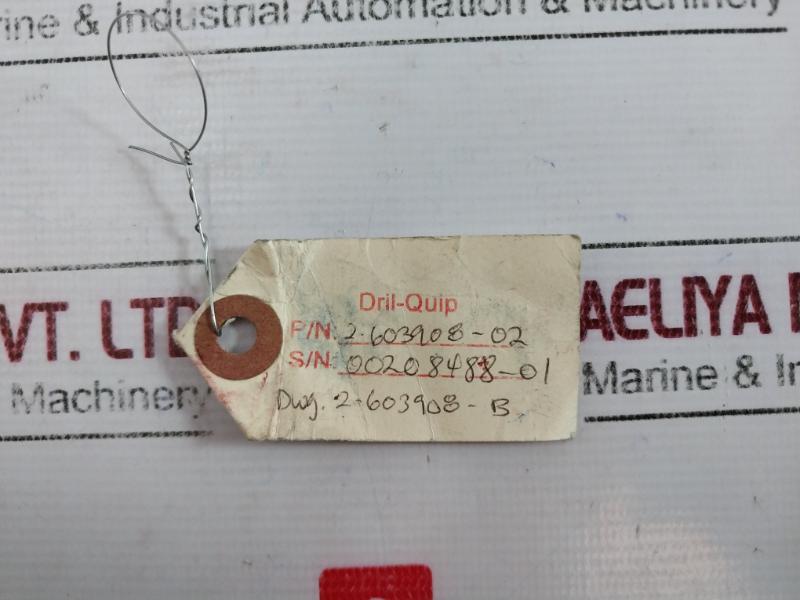 rine & Industrial Automation & Machinery
VT. LTD
AELIYA
Machinery
Marine & In
Dril-Quip
P/N. 2-603908-02
S/N. 00208488-01
Dwg. 2-603908-B